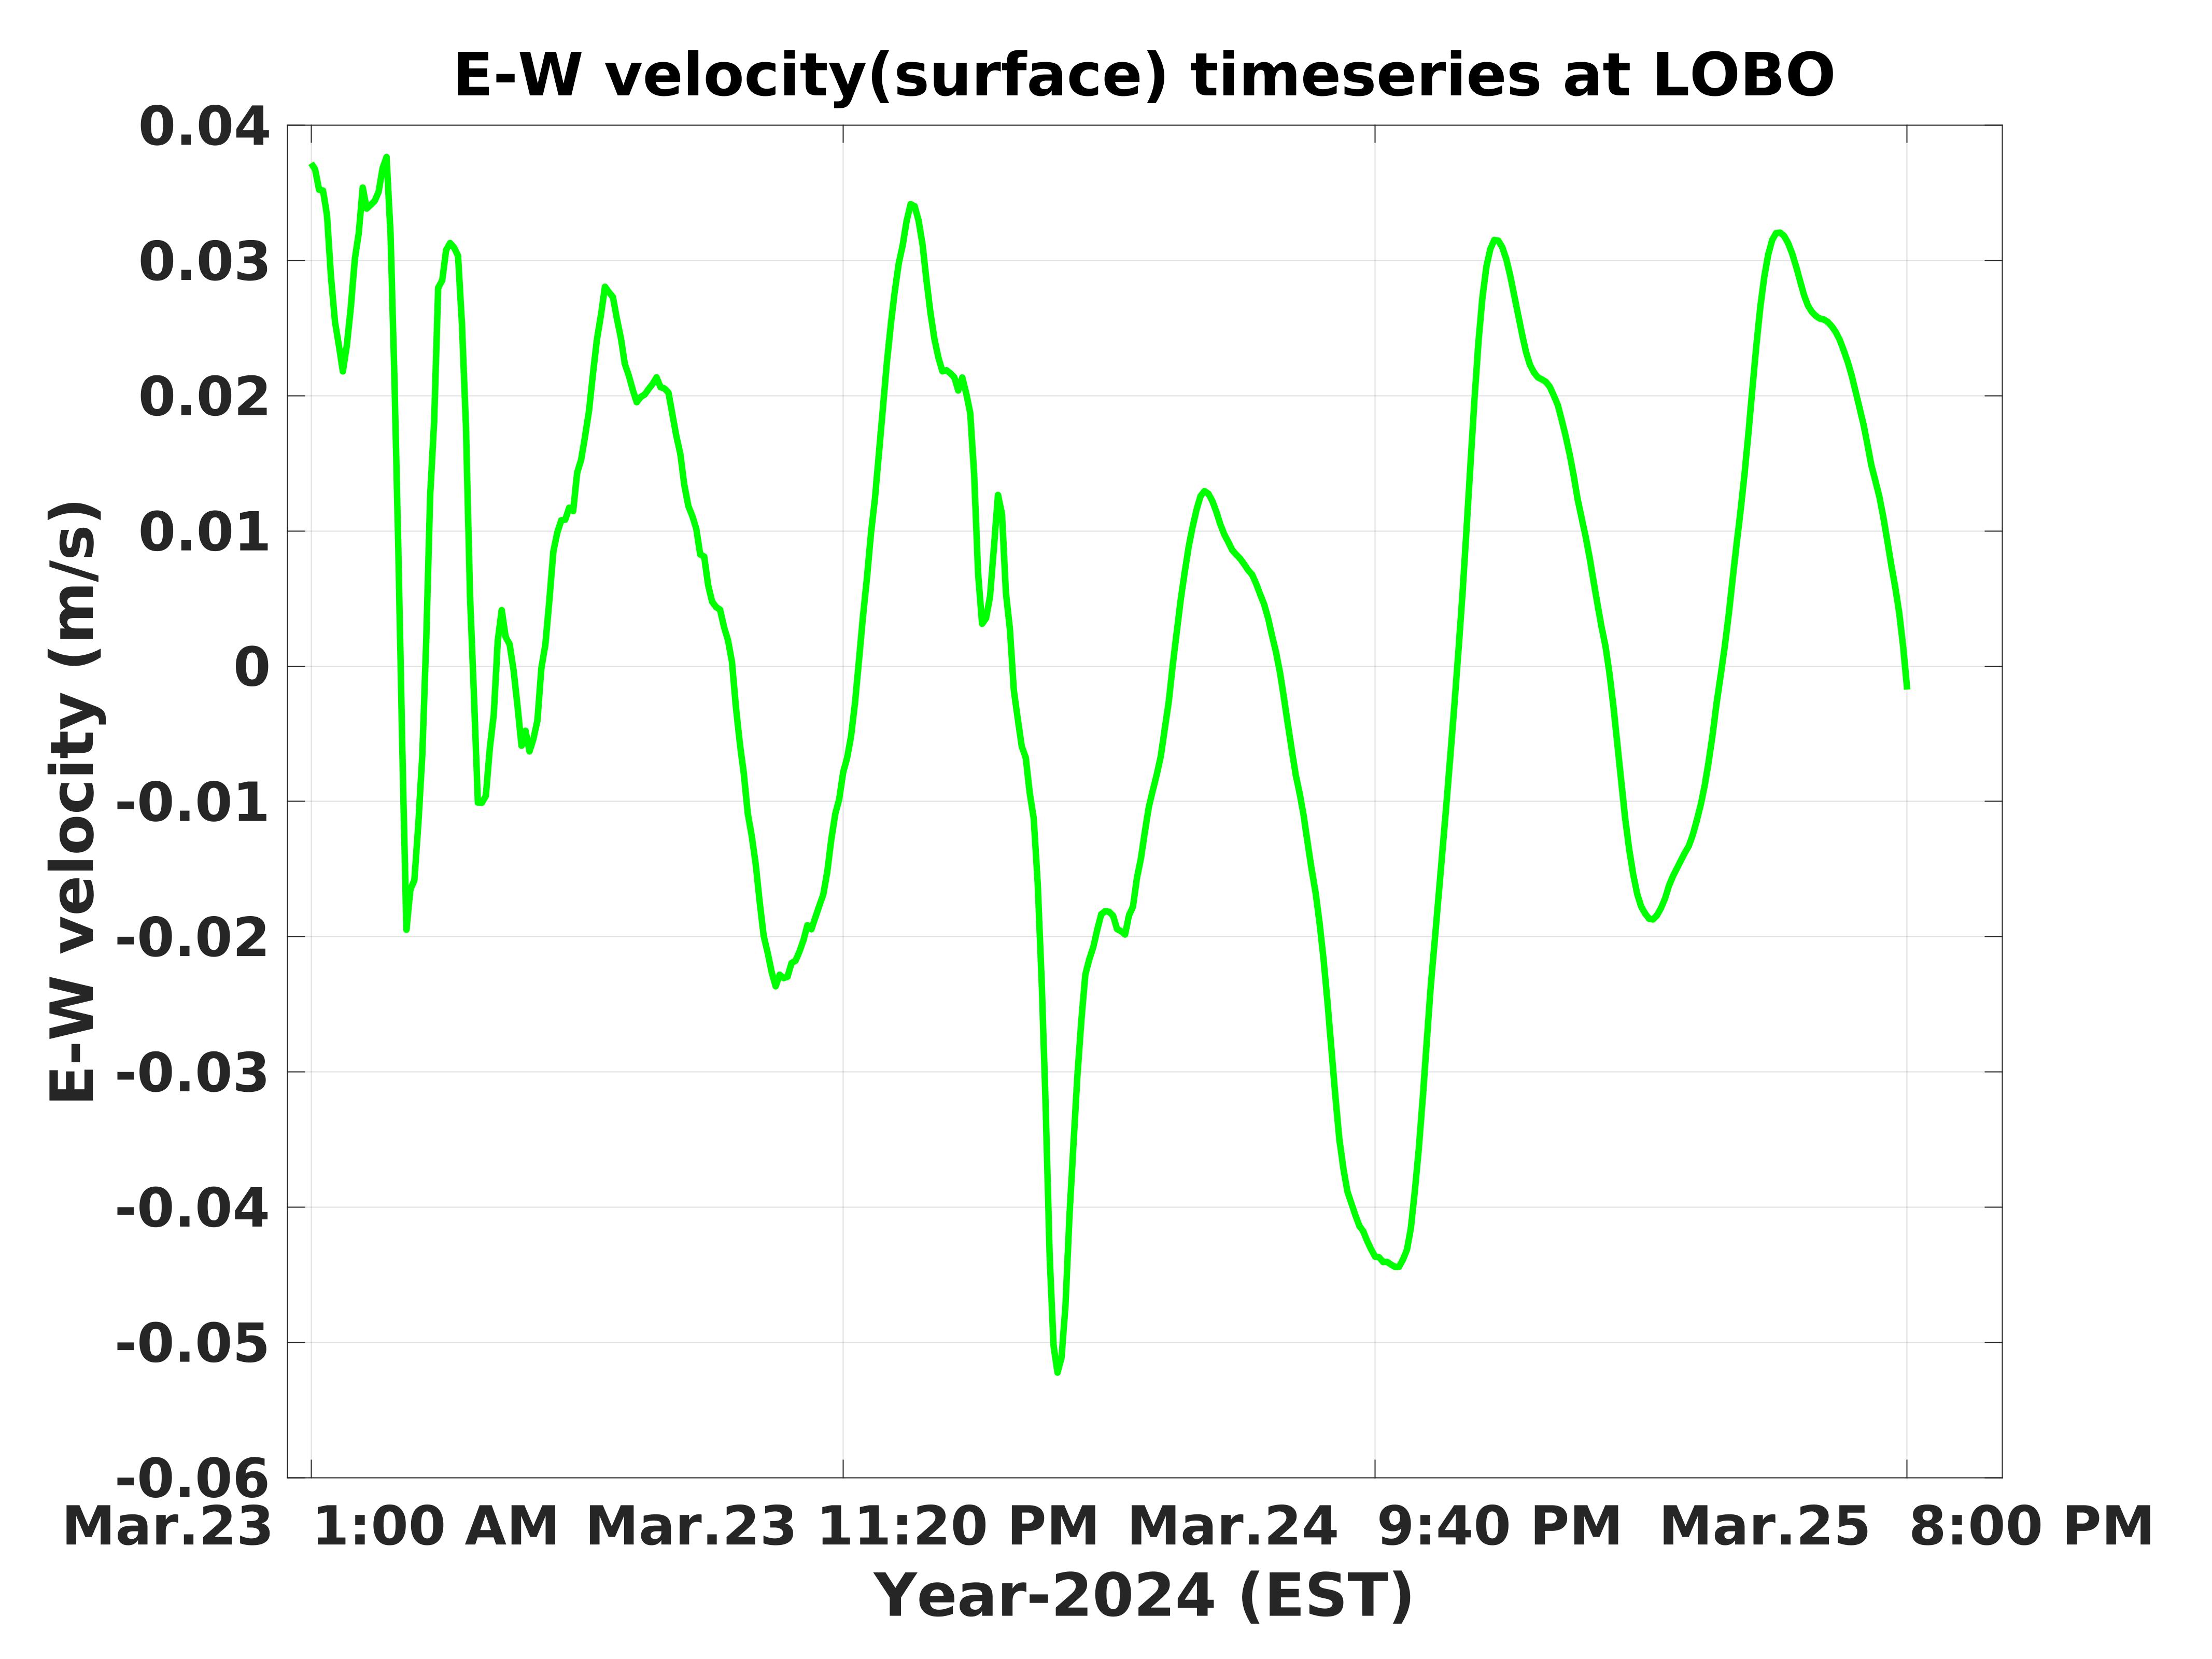 E-W velocity(surface) timeseries at LOBO
E-W velocity (m/s)
0.04
0.03
0.02
0.01
0
-0.01
-0.02
-0.03
-0.04
-0.05
-0.06
Mar.23 1:00 AM Mar.23 11:20 PM Mar.24 9:40 PM Mar.25 8:00 PM
Year-2024 (EST)